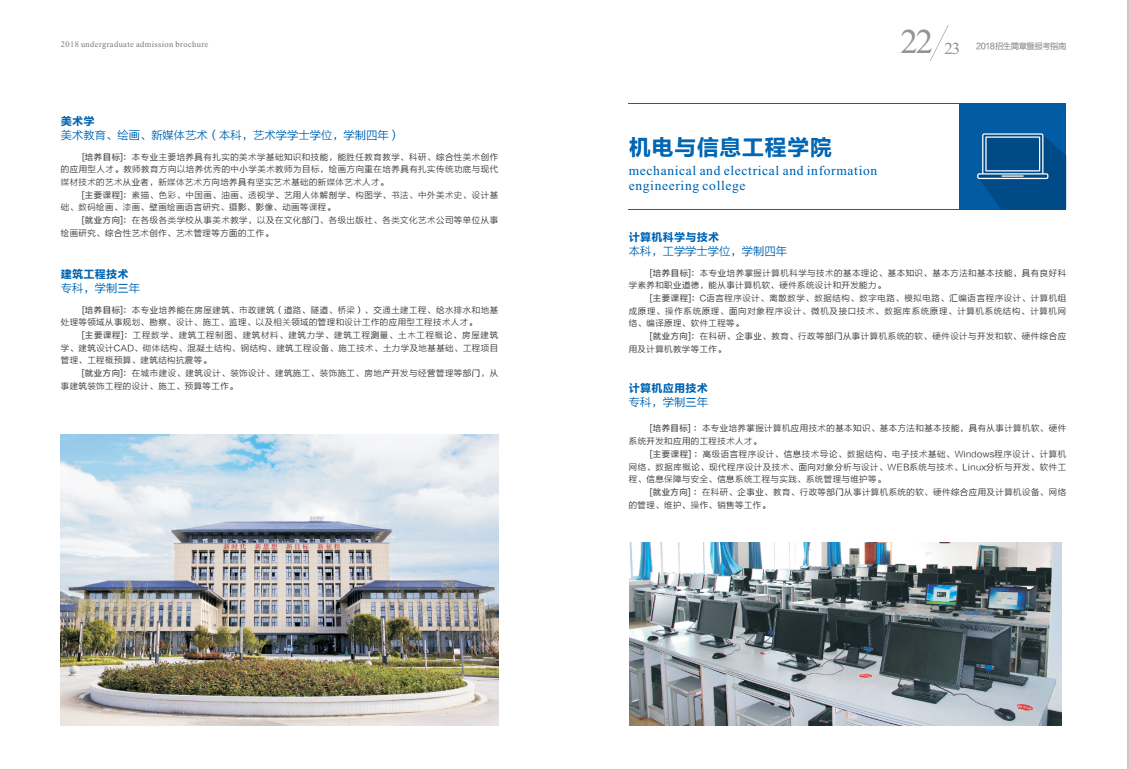 2018 undergraduate admission brochure
22/23
2018招生简章暨报考指南
美术学
美术教育、绘画、新媒体艺术（本科，艺术学学士学位，学制四年）
[培养目标]：本专业主要培养具有扎实的美术学基础知识和技能，能胜任教育教学、科研、综合性美术创作
的应用型人才。教师教育方向以培养优秀的中小学美术教师为目标，绘画方向重在培养具有扎实传统功底与现代
媒材技术的艺术从业者，新媒体艺术方向培养具有坚实艺术基础的新媒体艺术人才。
[主要课程]：素描、色彩、中国画、油画、透视学、艺用人体解剖学、构图学、书法、中外美术史、设计基
础、数码绘画、漆画、壁画绘画语言研究、摄影、影像、动画等课程。
[就业方向]：在各级各类学校从事美术教学，以及在文化部门、各级出版社、各类文化艺术公司等单位从事
绘画研究、综合性艺术创作、艺术管理等方面的工作。
建筑工程技术
专科，学制三年
[培养目标]：本专业培养能在房屋建筑、市政建筑（道路、隧道、桥梁）、交通土建工程、给水排水和地基
处理等领域从事规划、勘察、设计、施工、监理，以及相关领域的管理和设计工作的应用型工程技术人才。
[主要课程]：工程数学、建筑工程制图、建筑材料、建筑力学、建筑工程测量、土木工程概论、房屋建筑
学、建筑设计CAD、砌体结构、混凝土结构、钢结构、建筑工程设备、施工技术、土力学及地基基础、工程项目
管理、工程概预算、建筑结构抗震等。
[就业方向]：在城市建设、建筑设计、装饰设计、建筑施工、装饰施工、房地产开发与经营管理等部门，从
事建筑装饰工程的设计、施工、预算等工作。
新时代 新思想 新目标 新征程
机电与信息工程学院
mechanical and electrical and information
engineering college
计算机科学与技术
本科，工学学士学位，学制四年
[培养目标]：本专业培养掌握计算机科学与技术的基本理论、基本知识、基本方法和基本技能，具有良好科
学素养和职业道德，能从事计算机软、硬件系统设计和开发能力。
[主要课程]：C语言程序设计、离散数学、数据结构、数字电路、模拟电路、汇编语言程序设计、计算机组
成原理、操作系统原理、面向对象程序设计、微机及接口技术、数据库系统原理、计算机系统结构、计算机网
络、编译原理、软件工程等。
[就业方向]：在科研、企事业、教育、行政等部门从事计算机系统的软、硬件设计与开发和软、硬件综合应
用及计算机教学等工作。
计算机应用技术
专科，学制三年
[培养目标]：本专业培养掌握计算机应用技术的基本知识、基本方法和基本技能，具有从事计算机软、硬件
系统开发和应用的工程技术人才。
[主要课程]：高级语言程序设计、信息技术导论、数据结构、电子技术基础、Windows程序设计、计算机
网络、数据库概论、现代程序设计及技术、面向对象分析与设计、WEB系统与技术、Linux分析与开发、软件工
程、信息保障与安全、信息系统工程与实践、系统管理与维护等。
[就业方向]：在科研、企事业、教育、行政等部门从事计算机系统的软、硬件综合应用及计算机设备、网络
的管理、维护、操作、销售等工作。